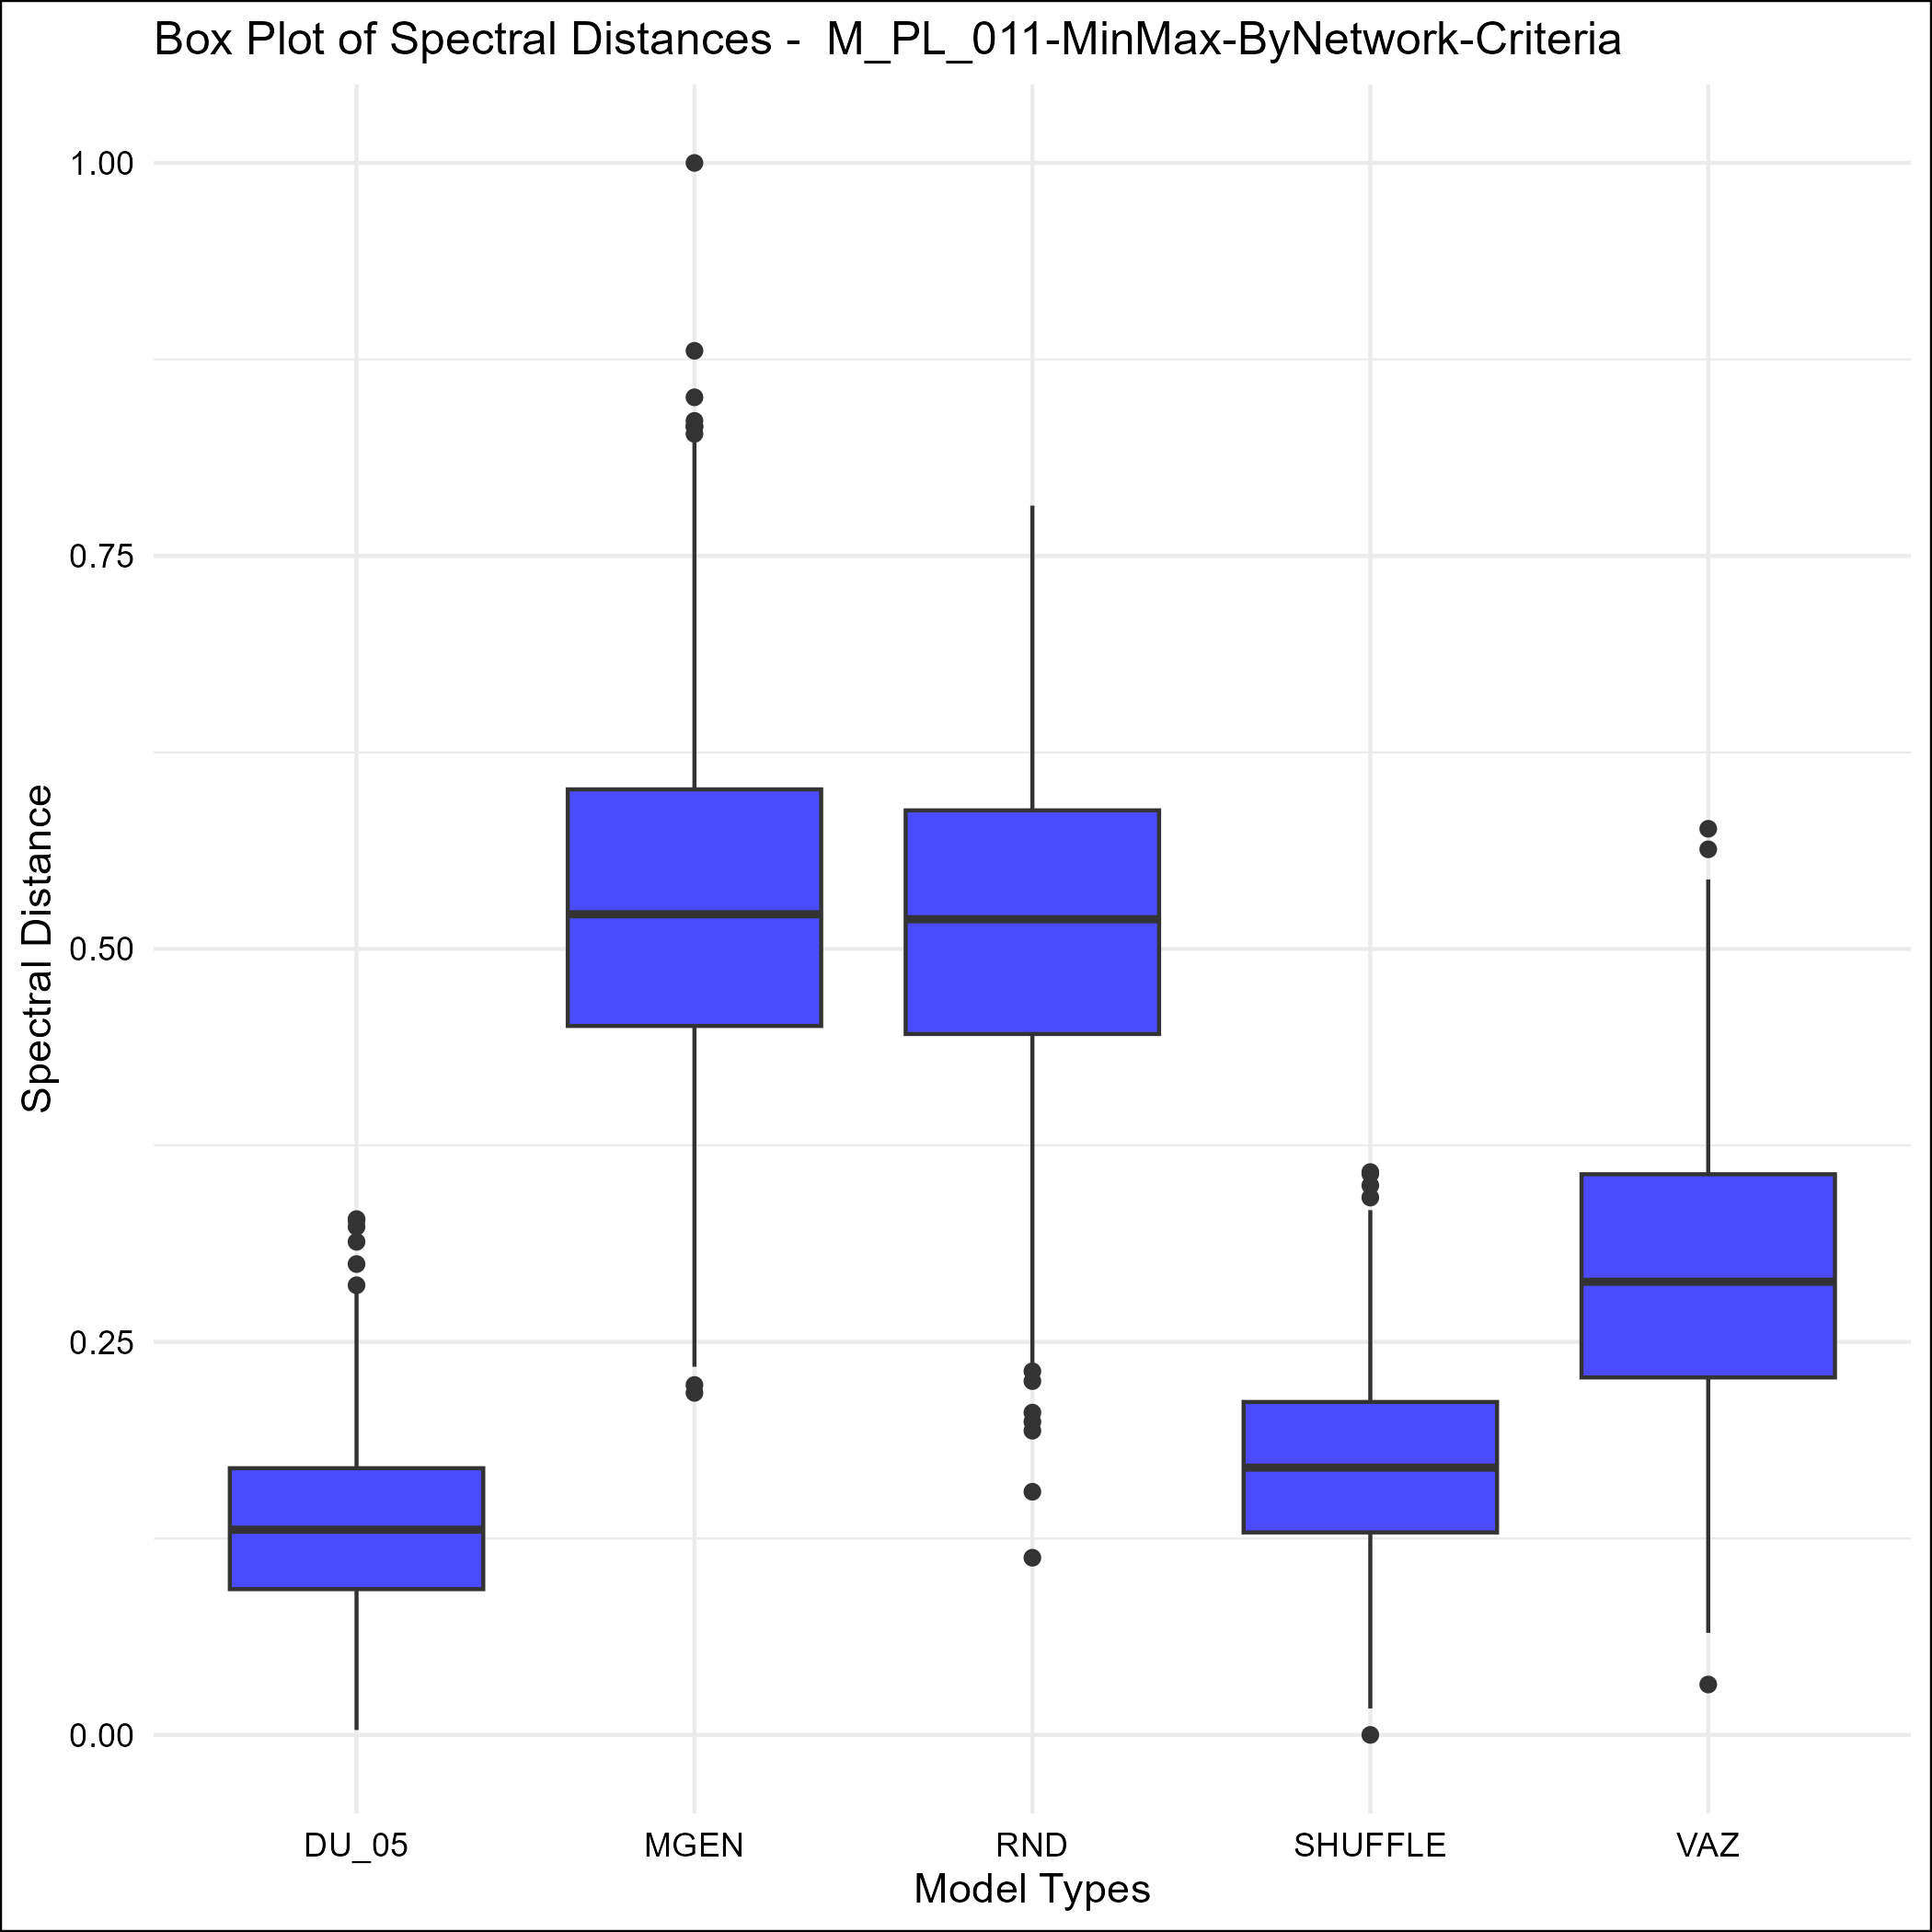 Box Plot of Spectral Distances -  M_PL_011-MinMax-ByNetwork-Criteria
1.00
0.75
0.50
0.25
0.00
Spectral Distance
DU_05 MGEN RND SHUFFLE VAZ
Model Types